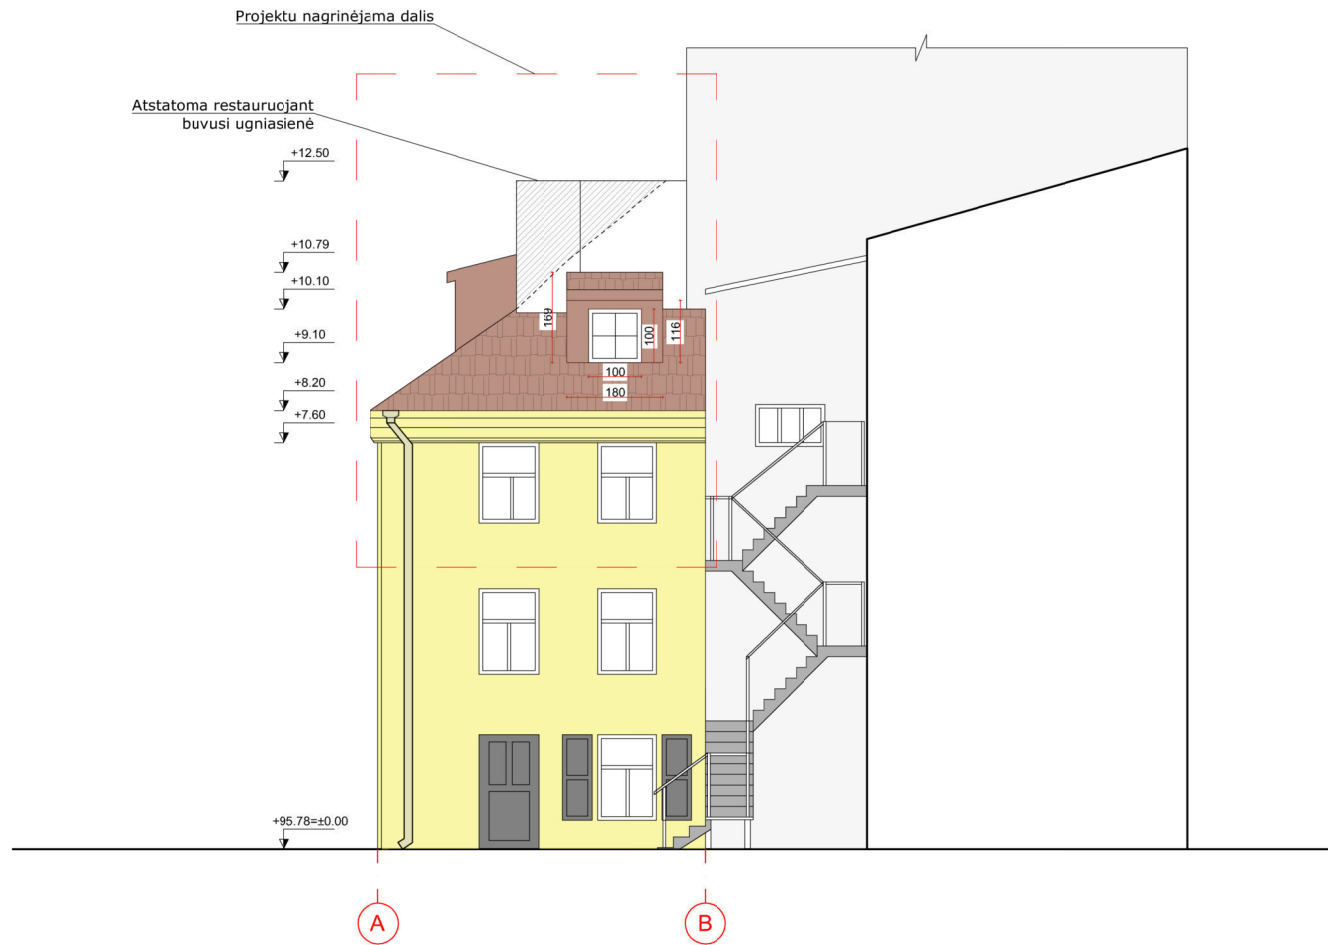 Projektu nagrinėjama dalis
Atstatoma restauruojant
buvusi ugniasienė
+12.50
+10.79
+10.10
+9.10
+8.20
+7.60
169
100
116
100
180
+95.78=±0.00
A
B